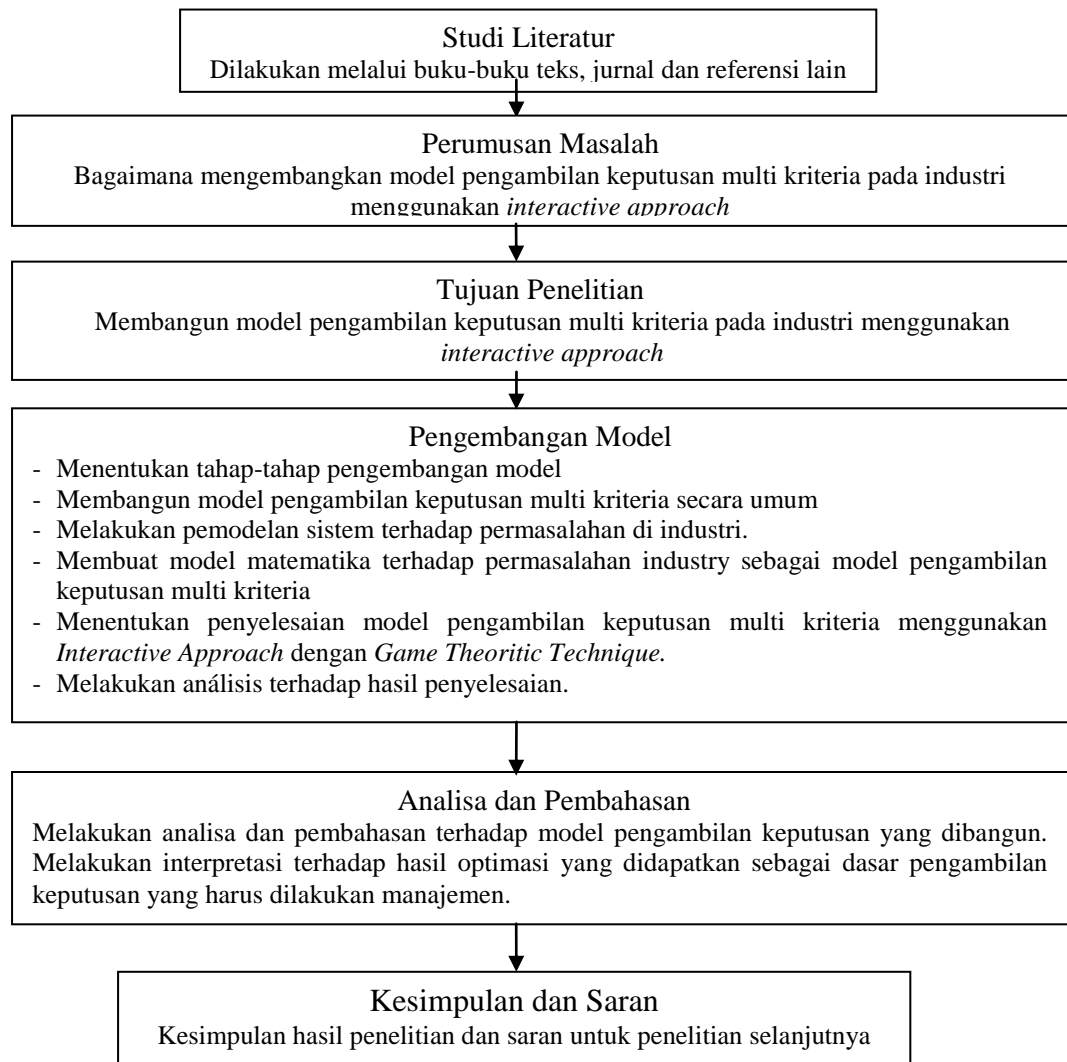 Studi Literatur
Dilakukan melalui buku-buku teks, jurnal dan referensi lain
Perumusan Masalah
Bagaimana mengembangkan model pengambilan keputusan multi kriteria pada industri
menggunakan interactive approach
Tujuan Penelitian
Membangun model pengambilan keputusan multi kriteria pada industri menggunakan
interactive approach
Pengembangan Model
- Menentukan tahap-tahap pengembangan model
- Membangun model pengambilan keputusan multi kriteria secara umum
- Melakukan pemodelan sistem terhadap permasalahan di industri.
- Membuat model matematika terhadap permasalahan industry sebagai model pengambilan
keputusan multi kriteria
- Menentukan penyelesaian model pengambilan keputusan multi kriteria menggunakan
Interactive Approach dengan Game Theoritic Technique.
- Melakukan análisis terhadap hasil penyelesaian.
Analisa dan Pembahasan
Melakukan analisa dan pembahasan terhadap model pengambilan keputusan yang dibangun.
Melakukan interpretasi terhadap hasil optimasi yang didapatkan sebagai dasar pengambilan
keputusan yang harus dilakukan manajemen.
Kesimpulan dan Saran
Kesimpulan hasil penelitian dan saran untuk penelitian selanjutnya